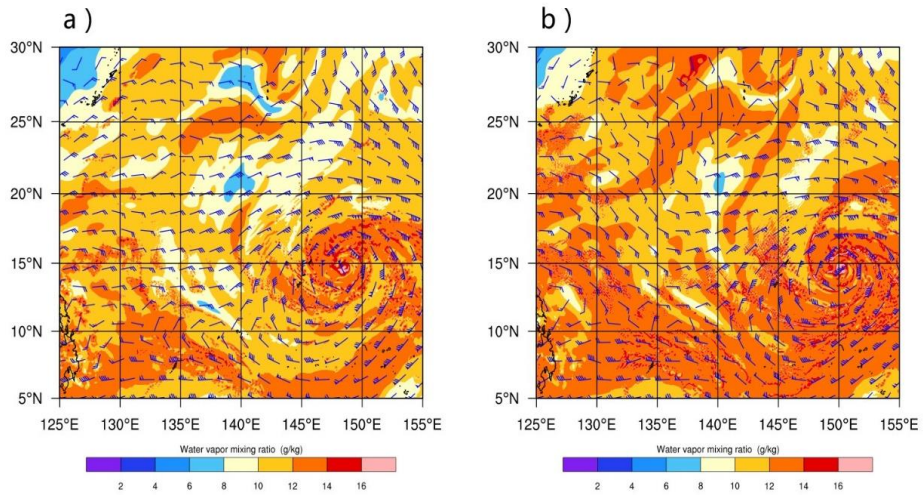 a )
b )
30°N
25°N
20°N
15°N
10°N
5°N
125°E 130°E 135°E 140°E 145°E 150°E 155°E
30°N
25°N
20°N
15°N
10°N
5°N
125°E 130°E 135°E 140°E 145°E 150°E 155°E
Water vapor mixing ratio (g/kg)
2 4 6 8 10 12 14 16
Water vapor mixing ratio (g/kg)
2 4 6 8 10 12 14 16